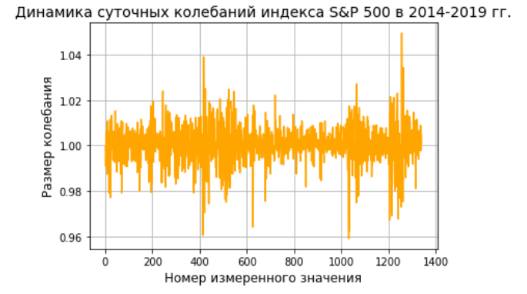 Динамика суточных колебаний индекса S&P 500 в 2014-2019 гг.
1.04
1.02
1.00
0.98
0.96
Размер колебания
0 200 400 600 800 1000 1200 1400
Номер измеренного значения